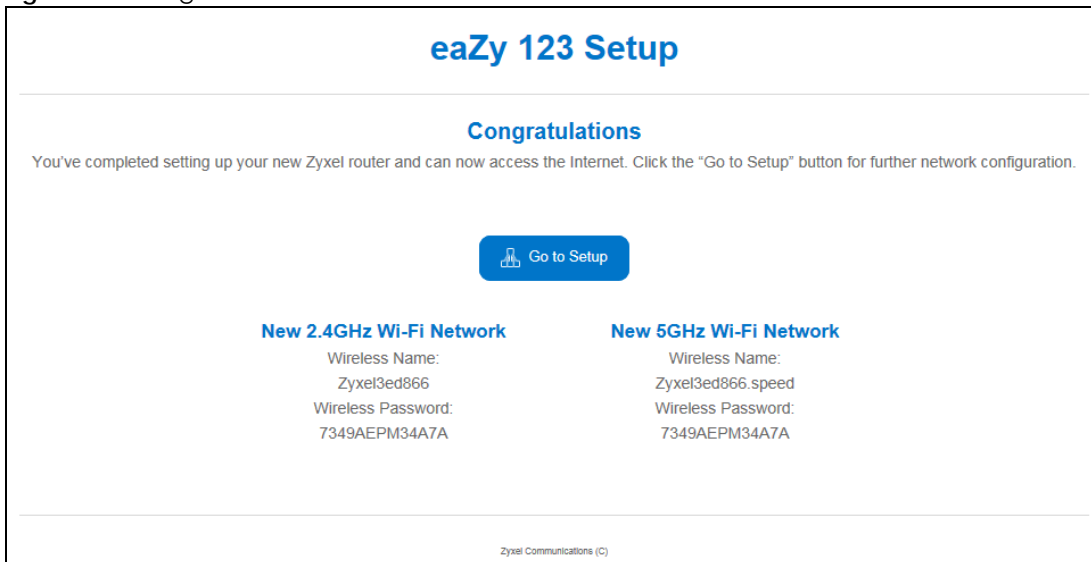 eaZy 123 Setup
Congratulations
You've completed setting up your new Zyxel router and can now access the Internet. Click the “Go to Setup” button for further network configuration.
Go to Setup
New 2.4GHz Wi-Fi Network
Wireless Name:
Zyxel3ed866
Wireless Password:
7349AEPM34A7A
New 5GHz Wi-Fi Network
Wireless Name:
Zyxel3ed866.speed
Wireless Password:
7349AEPM34A7A
Zyxel Communications (C)